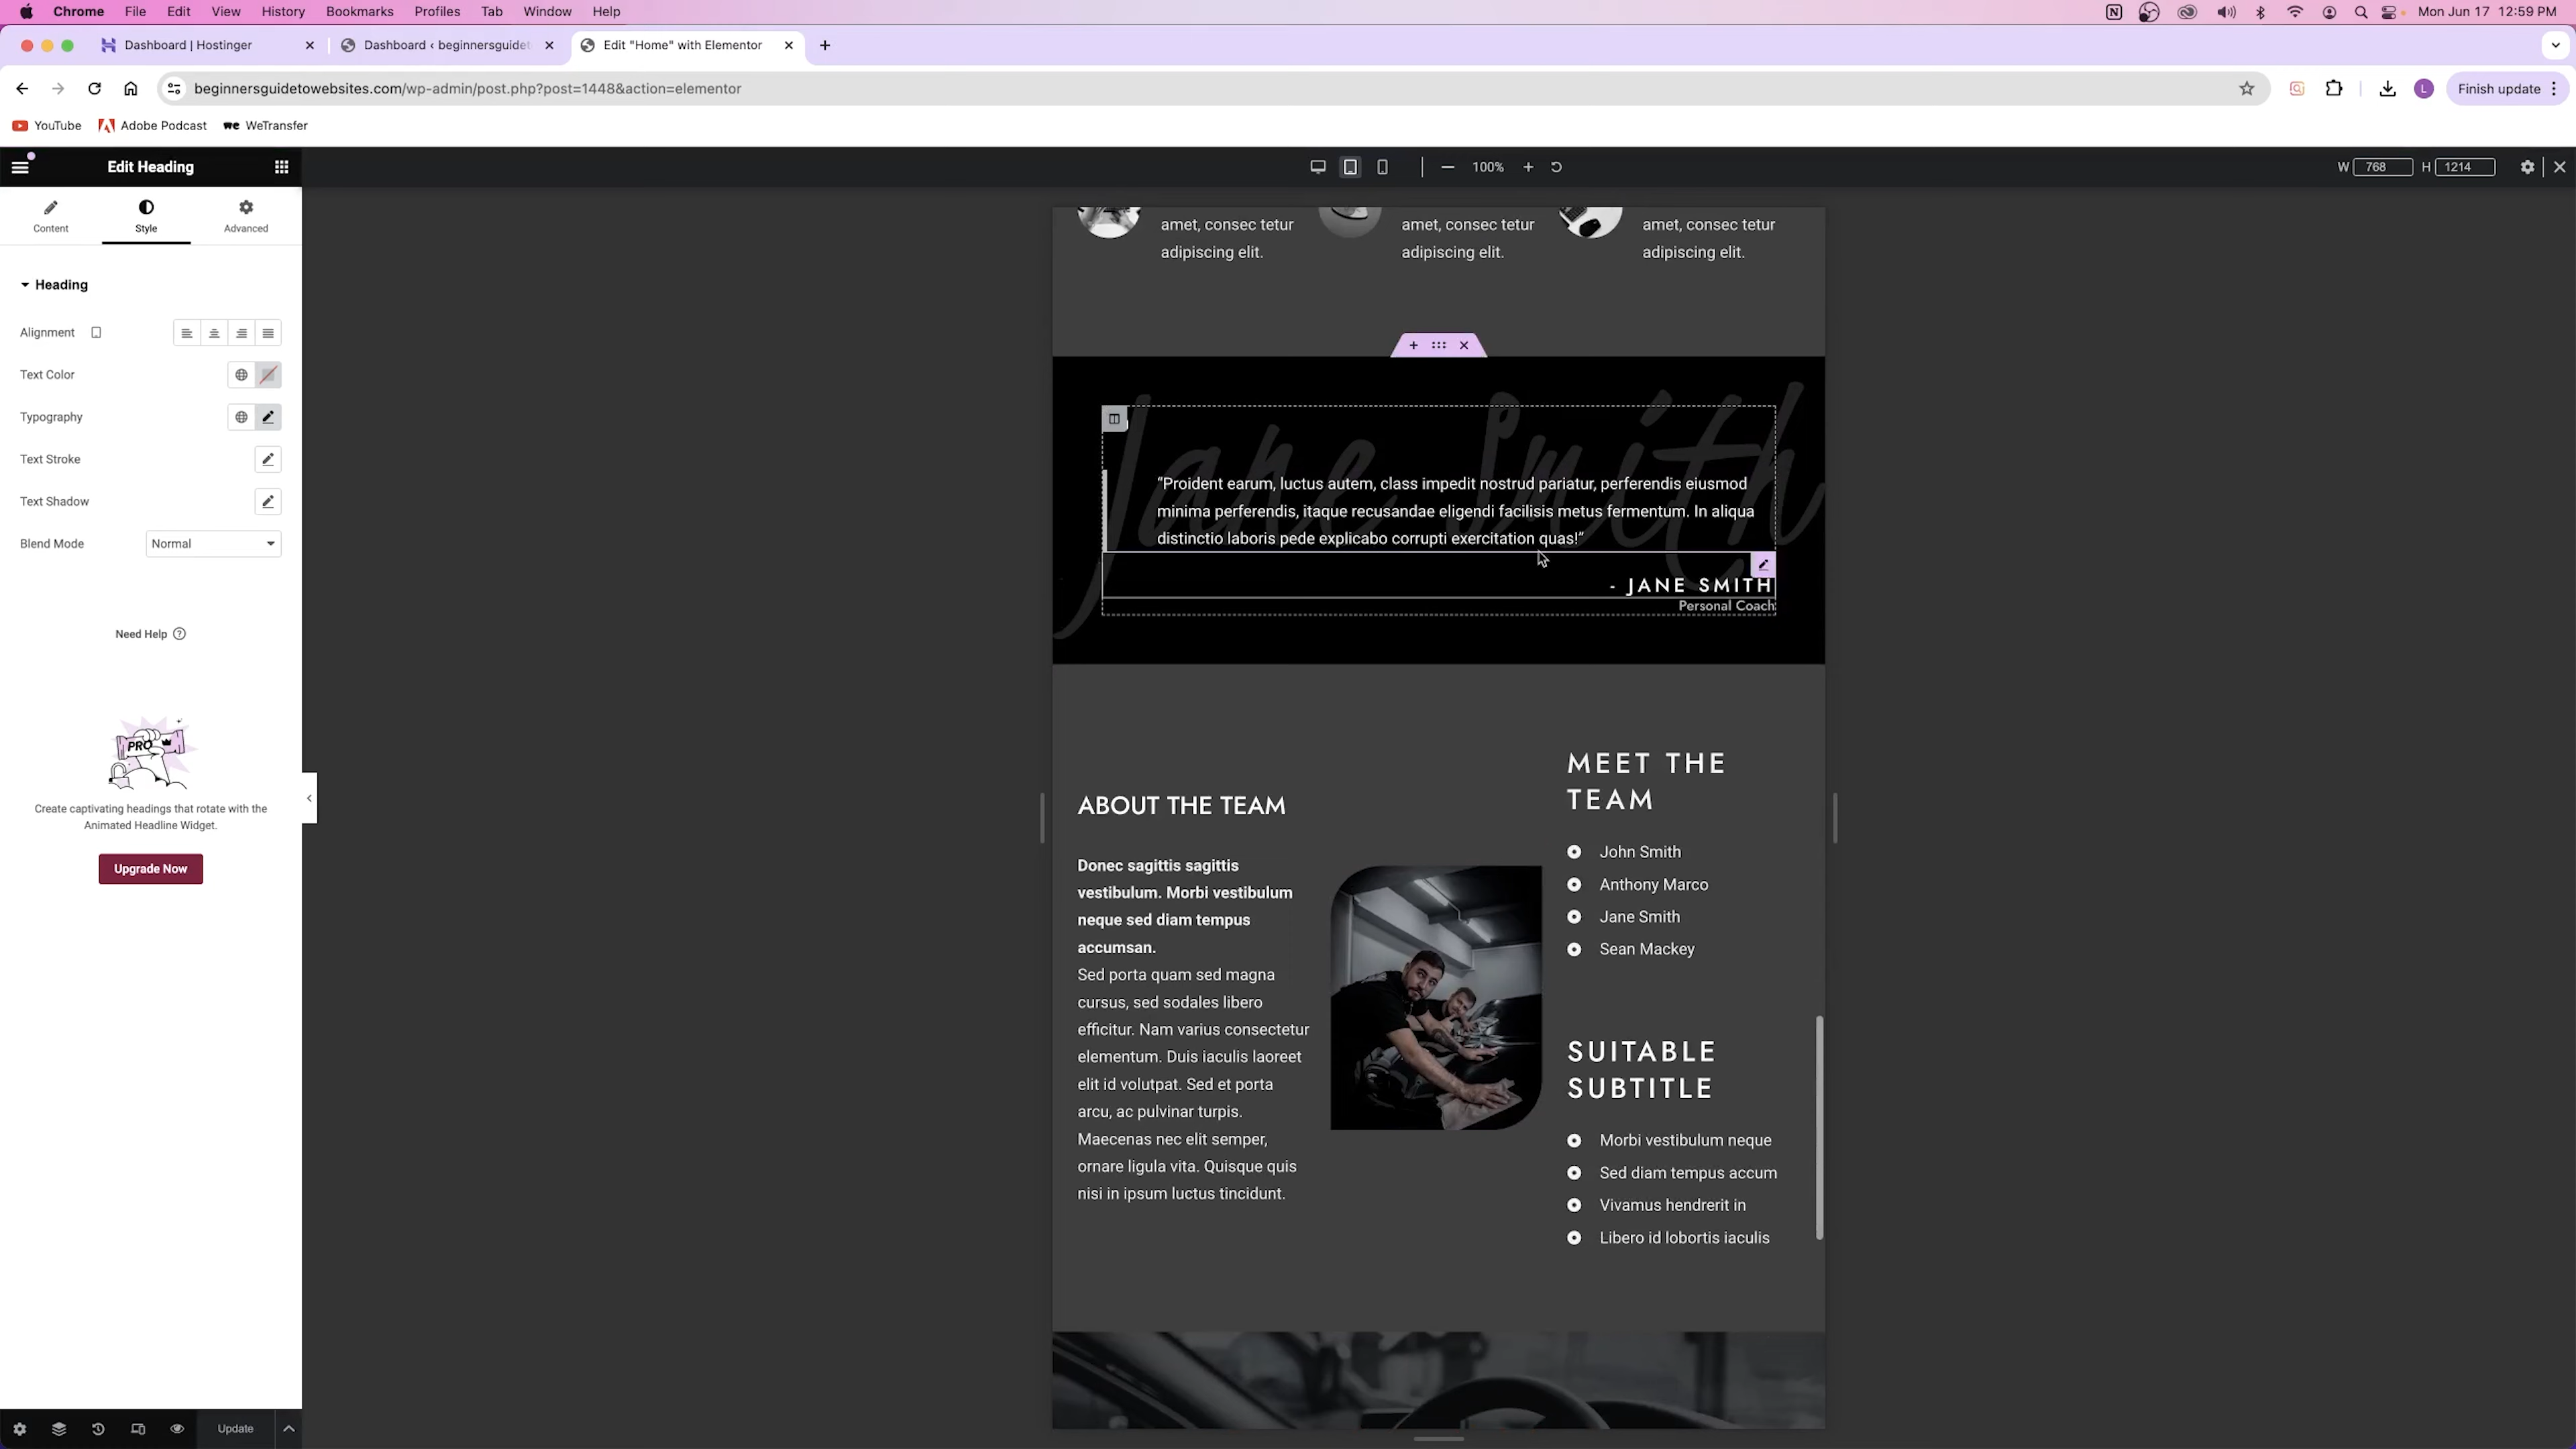 Chrome File Edit View History Bookmarks Profiles Tab Window Help Mon Jun 17 12:59 PM
Dashboard | Hostinger
Dashboard ‹ beginnersguidet
Edit "Home" with Elementor
beginnersguidetowebsites.com/wp-admin/post.php?post=1448&action=elementor
L
Finish update
YouTube Adobe Podcast WeTransfer
Edit Heading
100%
W 768 H 1214
Content Style Advanced
Heading
Alignment
Text Color
Typography
Text Stroke
Text Shadow
Blend Mode Normal
Need Help
PRO
Create captivating headings that rotate with the
Animated Headline Widget.
Upgrade Now
Update
amet, consec tetur
adipiscing elit.
amet, consec tetur
adipiscing elit.
amet, consec tetur
adipiscing elit.
Jane Smith
“Proident earum, luctus autem, class impedit nostrud pariatur, perferendis eiusmod
minima perferendis, itaque recusandae eligendi facilisis metus fermentum. In aliqua
distinctio laboris pede explicabo corrupti exercitation quas!”
- JANE SMITH
Personal Coach
ABOUT THE TEAM
Donec sagittis sagittis
vestibulum. Morbi vestibulum
neque sed diam tempus
accumsan.
Sed porta quam sed magna
cursus, sed sodales libero
efficitur. Nam varius consectetur
elementum. Duis iaculis laoreet
elit id volutpat. Sed et porta
arcu, ac pulvinar turpis.
Maecenas nec elit semper,
ornare ligula vita. Quisque quis
nisi in ipsum luctus tincidunt.
MEET THE
TEAM
John Smith
Anthony Marco
Jane Smith
Sean Mackey
SUITABLE
SUBTITLE
Morbi vestibulum neque
Sed diam tempus accum
Vivamus hendrerit in
Libero id lobortis iaculis